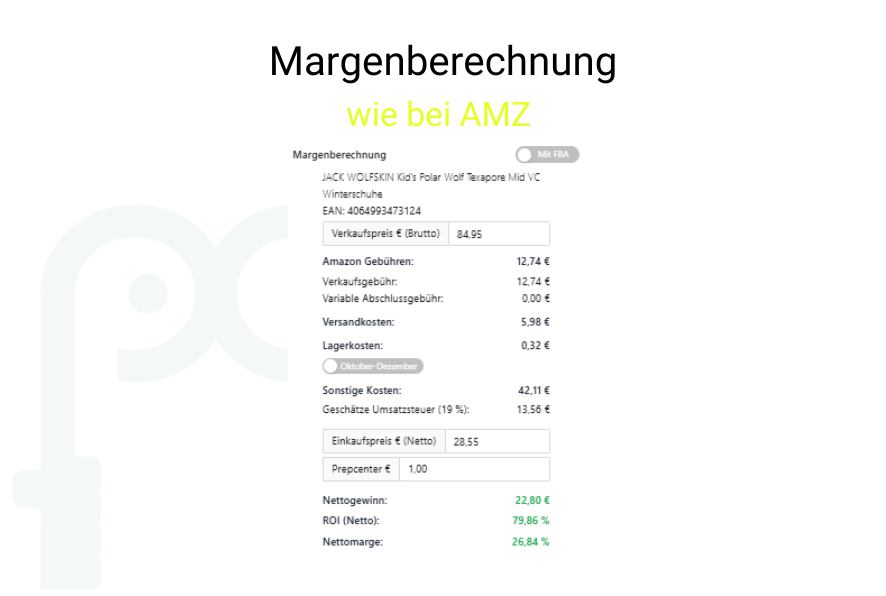 Margenberechnung
wie bei AMZ
Margenberechnung
Mit FBA
JACK WOLFSKIN Kid's Polar Wolf Texapore Mid VC
Winterschuhe
EAN: 4064993473124
Verkaufspreis € (Brutto) 84,95
Amazon Gebühren: 12,74 €
Verkaufsgebühr: 12,74 €
Variable Abschlussgebühr: 0,00 €
Versandkosten: 5,98 €
Lagerkosten: 0,32 €
Oktober-Dezember
Sonstige Kosten: 42,11 €
Geschätze Umsatzsteuer (19 %): 13,56 €
Einkaufspreis € (Netto) 28,55
Prepcenter € 1,00
Nettogewinn: 22,80 €
ROI (Netto): 79,86 %
Nettomarge: 26,84 %